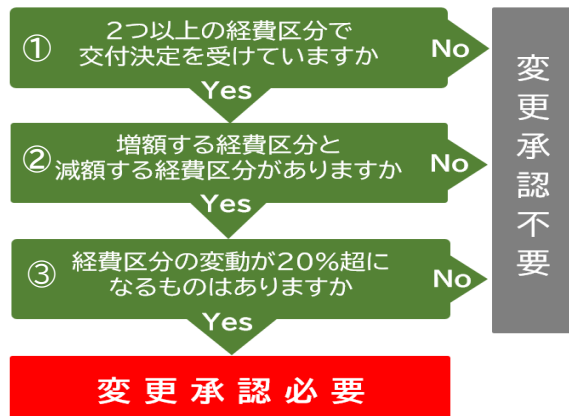 ① 2つ以上の経費区分で
交付決定を受けていますか
No
Yes
② 増額する経費区分と
減額する経費区分がありますか
No
Yes
③ 経費区分の変動が20%超に
なるものはありますか
No
Yes
変更承認不要
変更承認必要